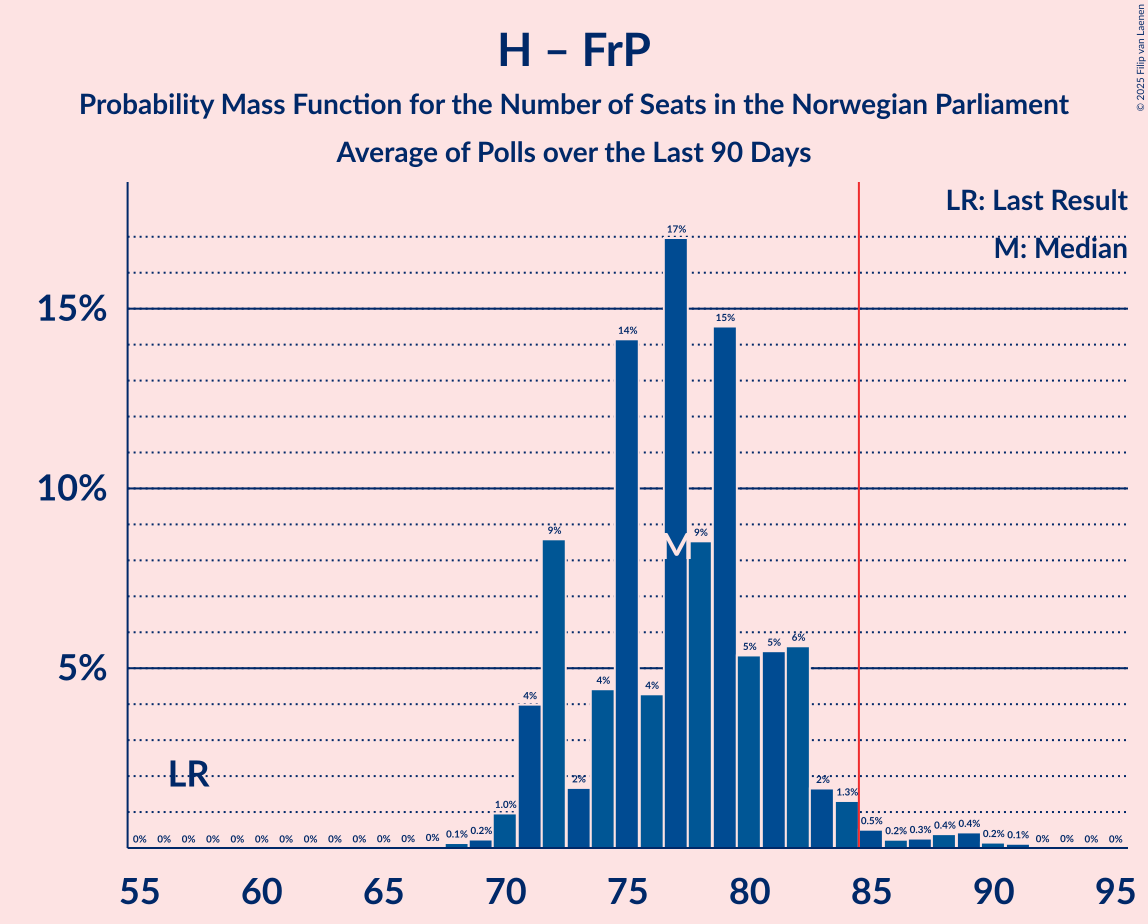 H – FrP
Probability Mass Function for the Number of Seats in the Norwegian Parliament
Average of Polls over the Last 90 Days
© 2025 Filip van Laenen
LR: Last Result
M: Median
15%
10%
5%
LR
M
0% 0% 0% 0% 0% 0% 0% 0% 0% 0% 0% 0% 0% 0.1% 0.2% 1.0% 4% 9% 2% 4% 14% 4% 17% 9% 15% 5% 5% 6% 2% 1.3% 0.5% 0.2% 0.3% 0.4% 0.4% 0.2% 0.1% 0% 0% 0% 0%
55 60 65 70 75 80 85 90 95